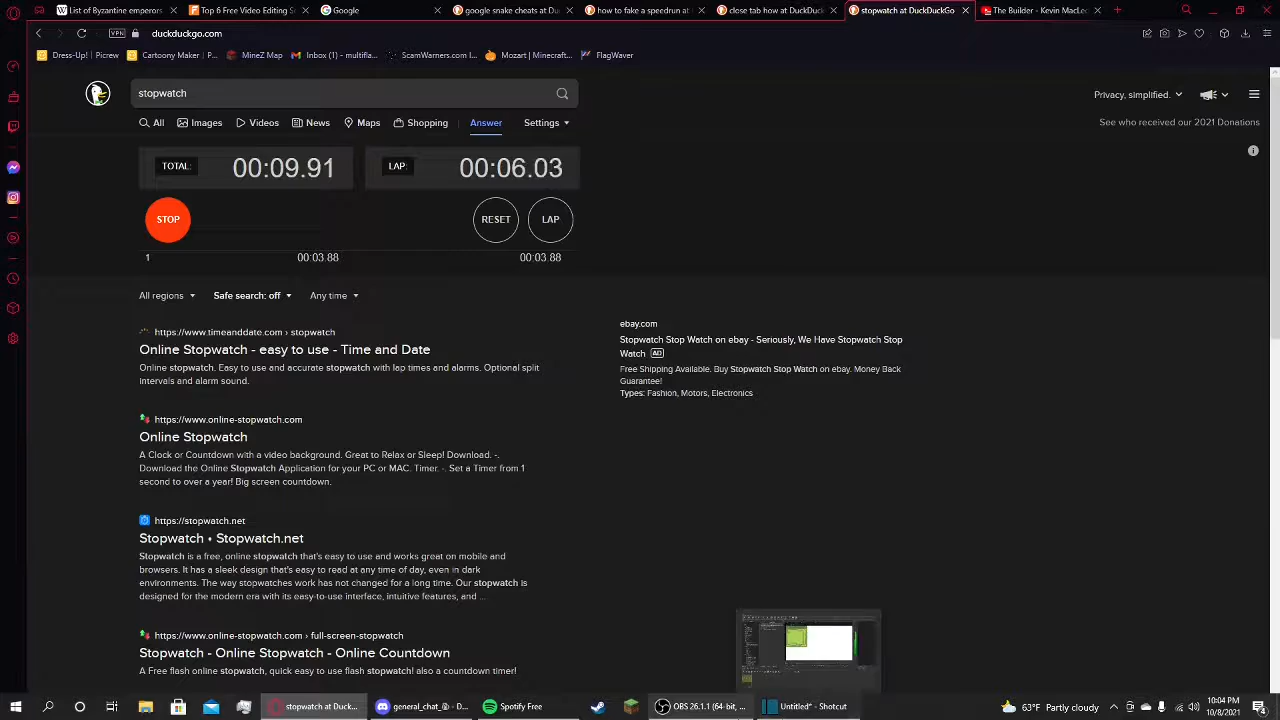 List of Byzantine emperors
Top 6 Free Video Editing S
Google
google snake cheats at Du
how to fake a speedrun at
close tab how at DuckDuc
stopwatch at DuckDuckGo
The Builder - Kevin MacLe
VPN
duckduckgo.com
Dress-Up! | Picrew
Cartoony Maker | P...
MineZ Map
Inbox (1) - multifla...
ScamWarners.com I...
Mozart | Minecraft...
FlagWaver
stopwatch
Privacy, simplified.
All
Images
Videos
News
Maps
Shopping
Answer
Settings
See who received our 2021 Donations
TOTAL:
00:09.91
LAP:
00:06.03
STOP
RESET
LAP
1
00:03.88
00:03.88
All regions
Safe search: off
Any time
https://www.timeanddate.com › stopwatch
Online Stopwatch - easy to use - Time and Date
Online stopwatch. Easy to use and accurate stopwatch with lap times and alarms. Optional split
intervals and alarm sound.
https://www.online-stopwatch.com
Online Stopwatch
A Clock or Countdown with a video background. Great to Relax or Sleep! Download. -.
Download the Online Stopwatch Application for your PC or MAC. Timer. -. Set a Timer from 1
second to over a year! Big screen countdown.
https://stopwatch.net
Stopwatch • Stopwatch.net
Stopwatch is a free, online stopwatch that's easy to use and works great on mobile and
browsers. It has a sleek design that's easy to read at any time of day, even in dark
environments. The way stopwatches work has not changed for a long time. Our stopwatch is
designed for the modern era with its easy-to-use interface, intuitive features, and ...
https://www.online-stopwatch.com › full-screen-stopwatch
Stopwatch - Online Stopwatch - Online Countdown
A Free flash online stopwatch, quick easy to use flash stopwatch! also a countdown timer!
ebay.com
Stopwatch Stop Watch on ebay - Seriously, We Have Stopwatch Stop
Watch AD
Free Shipping Available. Buy Stopwatch Stop Watch on ebay. Money Back
Guarantee!
Types: Fashion, Motors, Electronics
stopwatch at Duck...
general_chat
Spotify Free
OBS 26.1.1 (64-bit, ...
Untitled* - Shotcut
63°F Partly cloudy
10:04 PM
10/8/2021